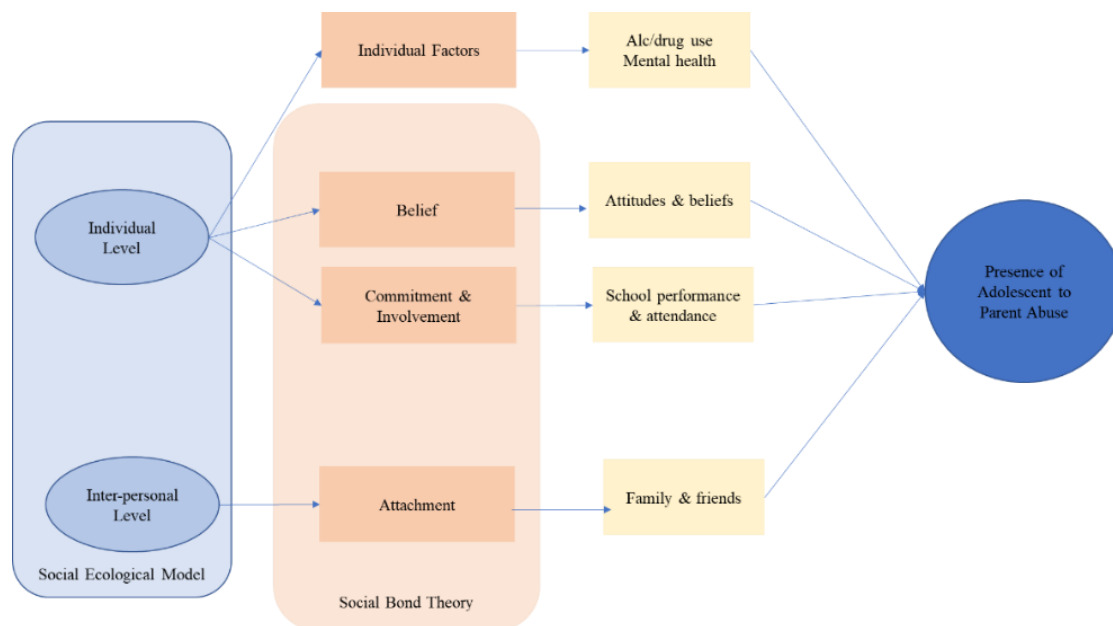 Individual Factors
Alc/drug use
Mental health
Individual
Level
Belief
Attitudes & beliefs
Commitment &
Involvement
School performance
& attendance
Presence of
Adolescent to
Parent Abuse
Inter-personal
Level
Attachment
Family & friends
Social Ecological Model
Social Bond Theory